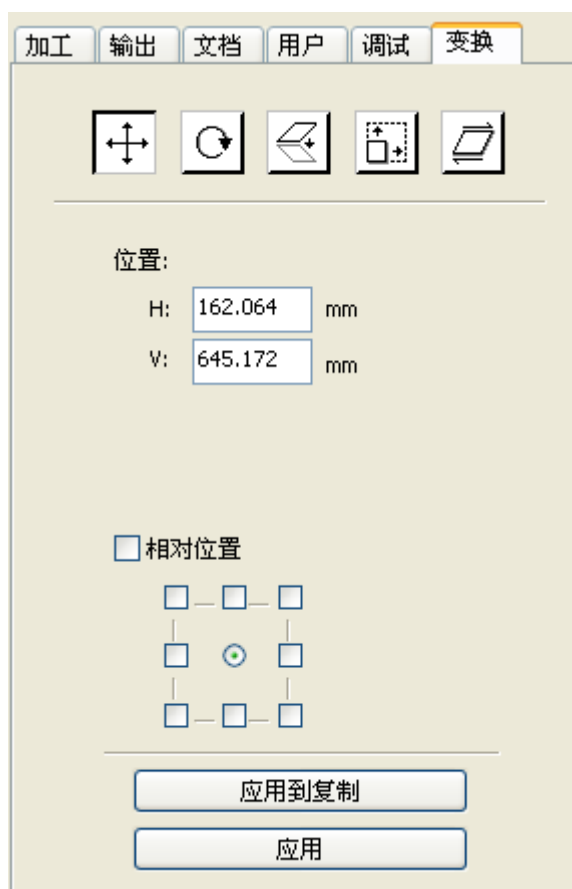 加工 输出 文档 用户 调试 变换
位置:
H: 162.064 mm
V: 645.172 mm
相对位置
应用到复制
应用